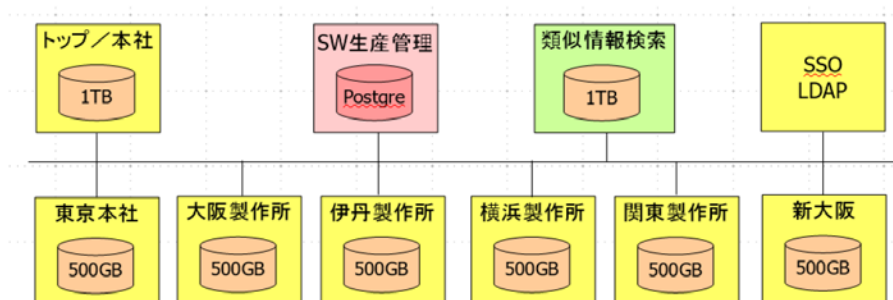 トップ／本社
SW生産管理
類似情報検索
SSO
LDAP
1TB
Postgre
1TB
東京本社
大阪製作所
伊丹製作所
横浜製作所
関東製作所
新大阪
500GB
500GB
500GB
500GB
500GB
500GB